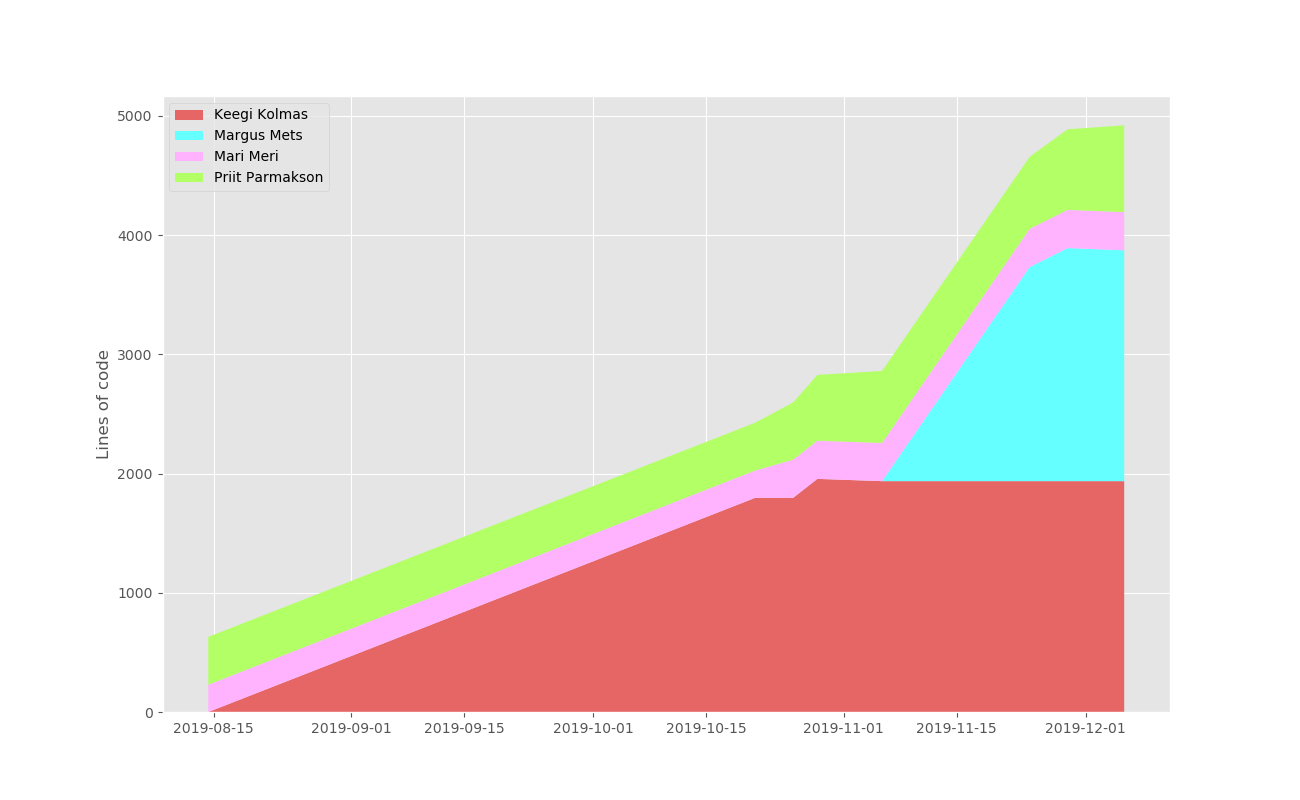 Keegi Kolmas
Margus Mets
Mari Meri
Priit Parmakson
Lines of code
5000
4000
3000
2000
1000
0
2019-08-15 2019-09-01 2019-09-15 2019-10-01 2019-10-15 2019-11-01 2019-11-15 2019-12-01